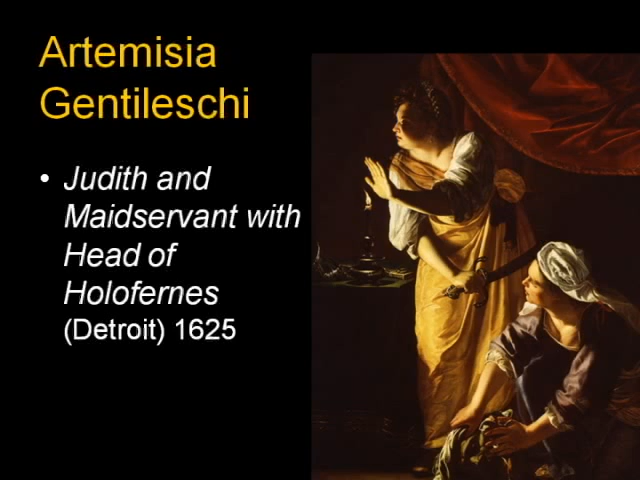 Artemisia
Gentileschi
• Judith and
Maidservant with
Head of
Holofernes
(Detroit) 1625